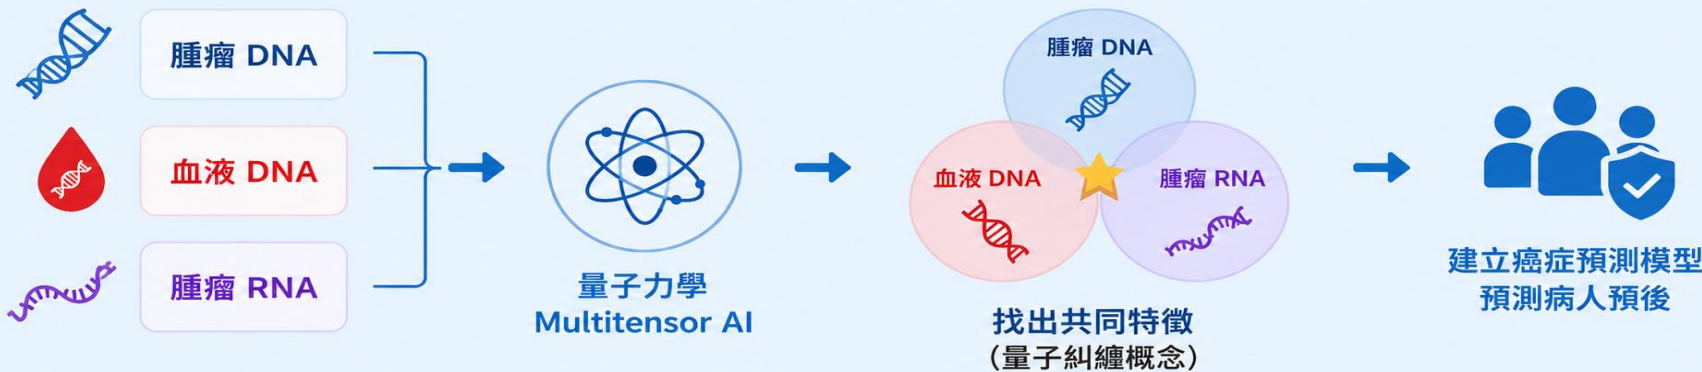 腫瘤 DNA
血液 DNA
腫瘤 RNA
量子力學
Multitensor AI
腫瘤 DNA
血液 DNA
腫瘤 RNA
找出共同特徵
(量子糾纏概念)
建立癌症預測模型
預測病人預後